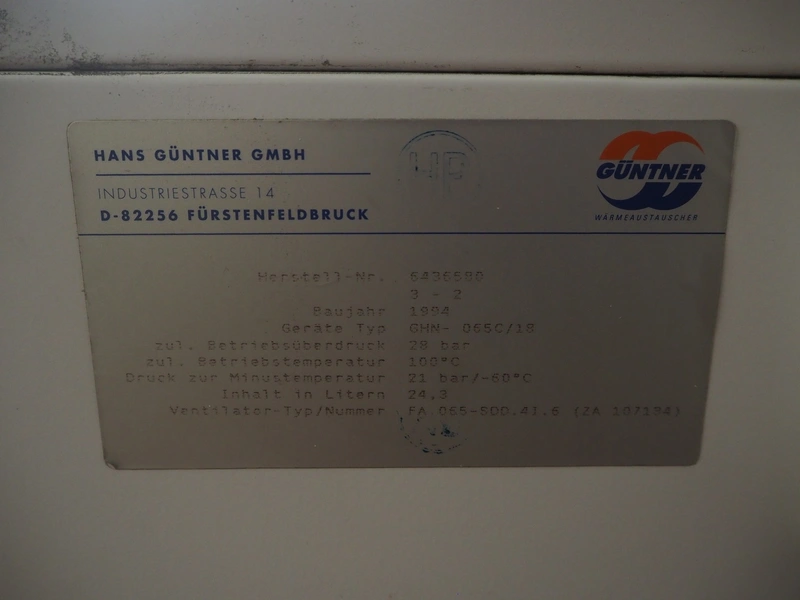 HANS GÜNTNER GMBH
INDUSTRIESTRASSE 14
D-82256 FÜRSTENFELDBRUCK
HP
GÜNTNER
WÄRMEAUSTAUSCHER
Herstell-Nr. 6436590
3 - 2
Baujahr 1994
Geräte Typ GHN- 065C/18
zul. Betriebsüberdruck 28 bar
zul. Betriebstemperatur 100°C
Druck zur Minustemperatur 21 bar/-60°C
Inhalt in Litern 24,3
Ventilator-Typ/Nummer FA 065-SDD.4I.6 (ZA 107194)